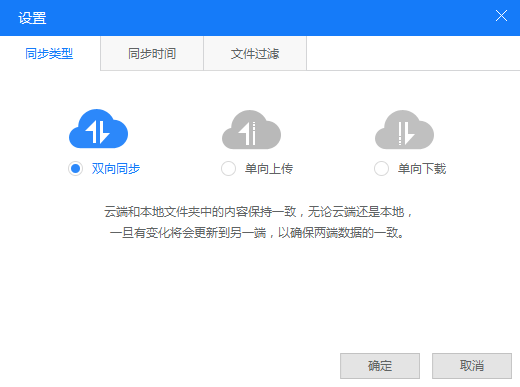 设置
同步类型 同步时间 文件过滤
双向同步 单向上传 单向下载
云端和本地文件夹中的内容保持一致，无论云端还是本地，
一旦有变化将会更新到另一端，以确保两端数据的一致。
确定 取消